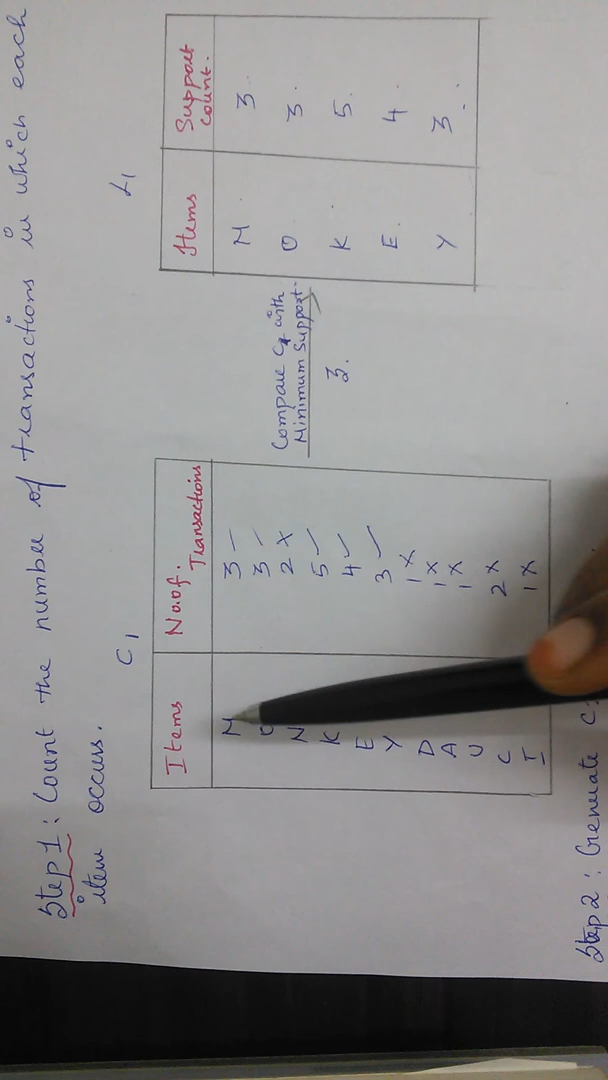 Step 1: Count the number of transactions in which each
item occurs.
C1
Items No.of. Transactions
M 3 –
O 3 –
N 2 ×
K 5 ✓
E 4 ✓
Y 3 ✓
D 1 ×
A 1 ×
U 1 ×
C 2 ×
I 1 ×
Compare C1 with
Minimum Support.
3.
L1
Items Support count.
M 3.
O 3.
K. 5.
E. 4.
Y 3.
Step 2: Generate